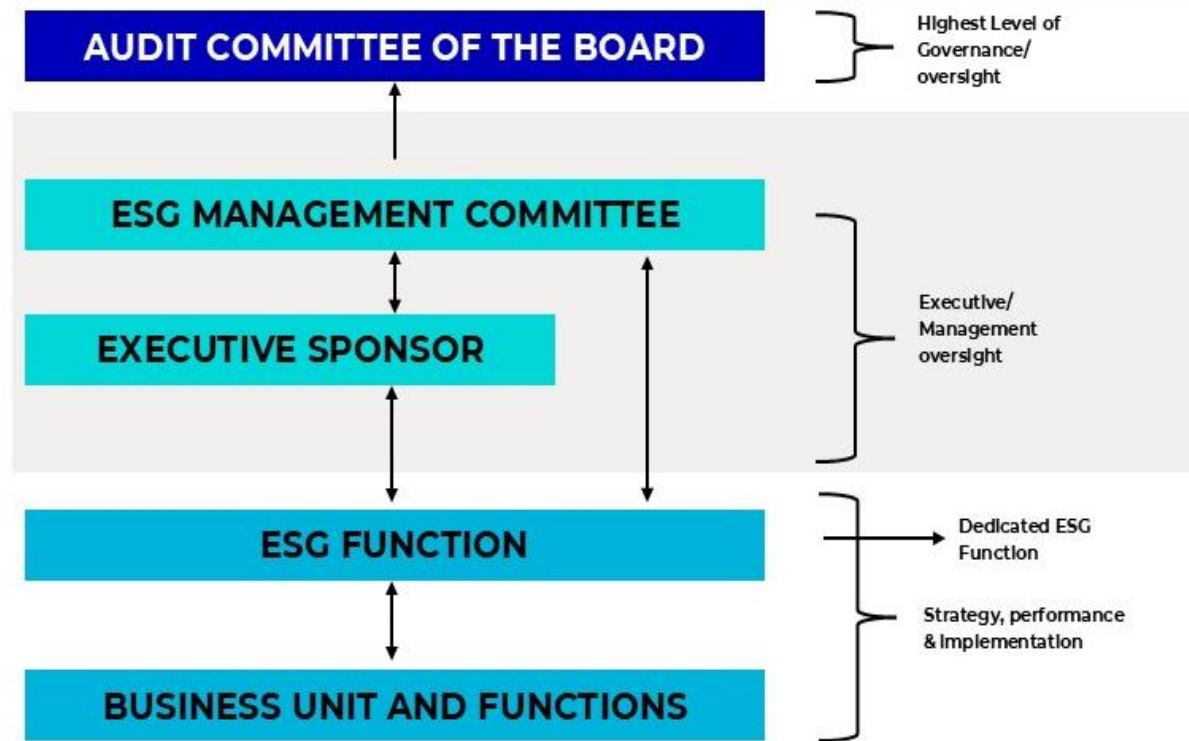 AUDIT COMMITTEE OF THE BOARD
Highest Level of
Governance/
oversight
ESG MANAGEMENT COMMITTEE
EXECUTIVE SPONSOR
Executive/
Management
oversight
ESG FUNCTION
Dedicated ESG
Function
Strategy, performance
& Implementation
BUSINESS UNIT AND FUNCTIONS